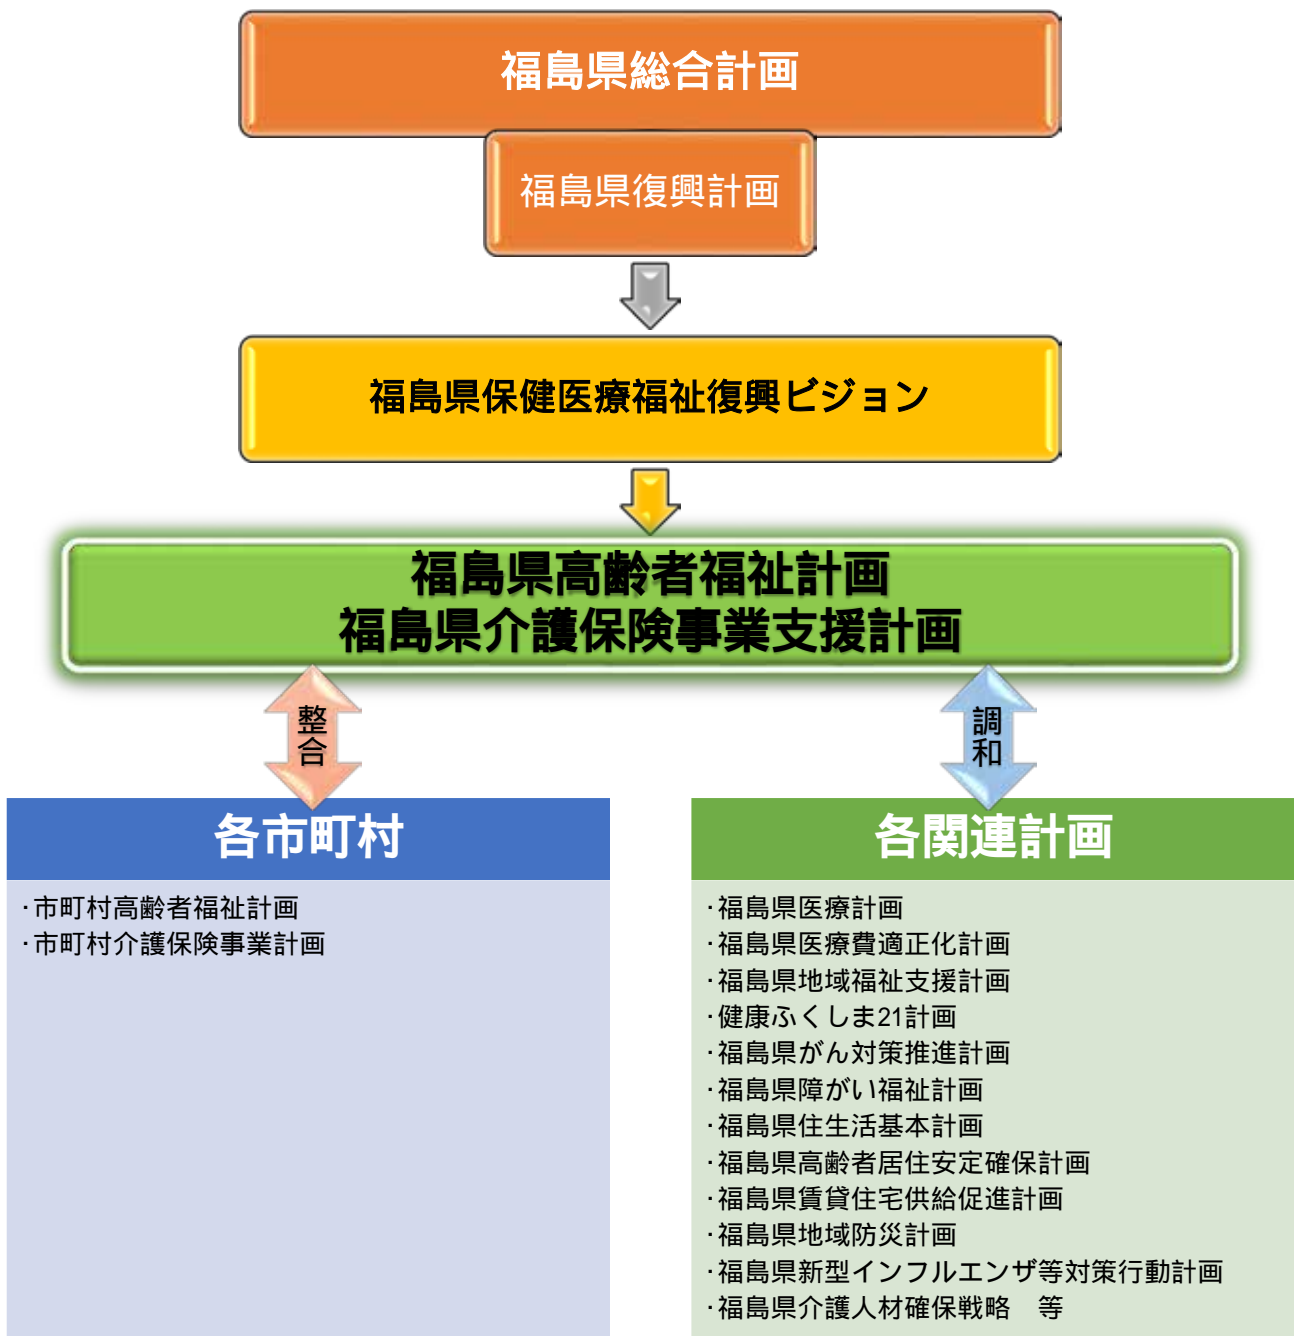 福島県総合計画
福島県復興計画
福島県保健医療福祉復興ビジョン
福島県高齢者福祉計画
福島県介護保険事業支援計画
整合
調和
各市町村
・市町村高齢者福祉計画
・市町村介護保険事業計画
各関連計画
・福島県医療計画
・福島県医療費適正化計画
・福島県地域福祉支援計画
・健康ふくしま21計画
・福島県がん対策推進計画
・福島県障がい福祉計画
・福島県住生活基本計画
・福島県高齢者居住安定確保計画
・福島県賃貸住宅供給促進計画
・福島県地域防災計画
・福島県新型インフルエンザ等対策行動計画
・福島県介護人材確保戦略　等